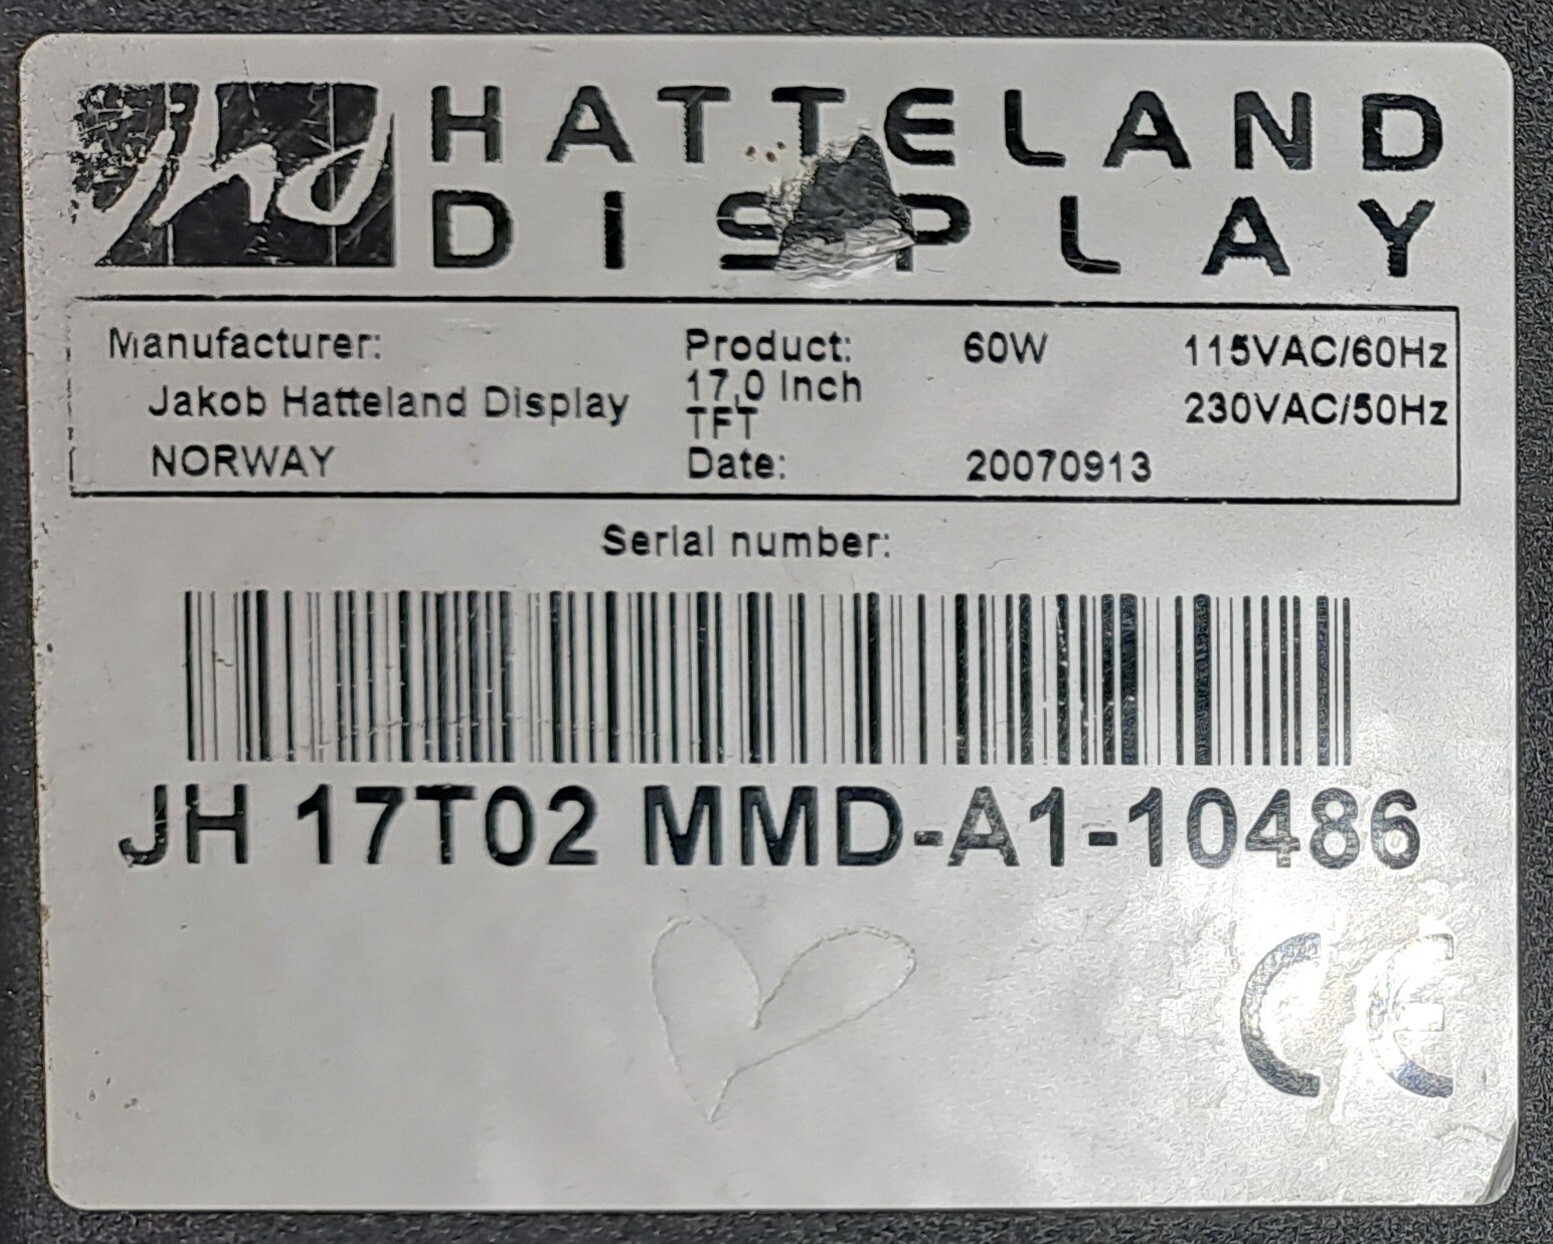 jhd HATTELAND
DISPLAY
Manufacturer: Product: 60W 115VAC/60Hz
17,0 Inch
Jakob Hatteland Display TFT 230VAC/50Hz
NORWAY Date: 20070913
Serial number:
JH 17T02 MMD-A1-10486
CE